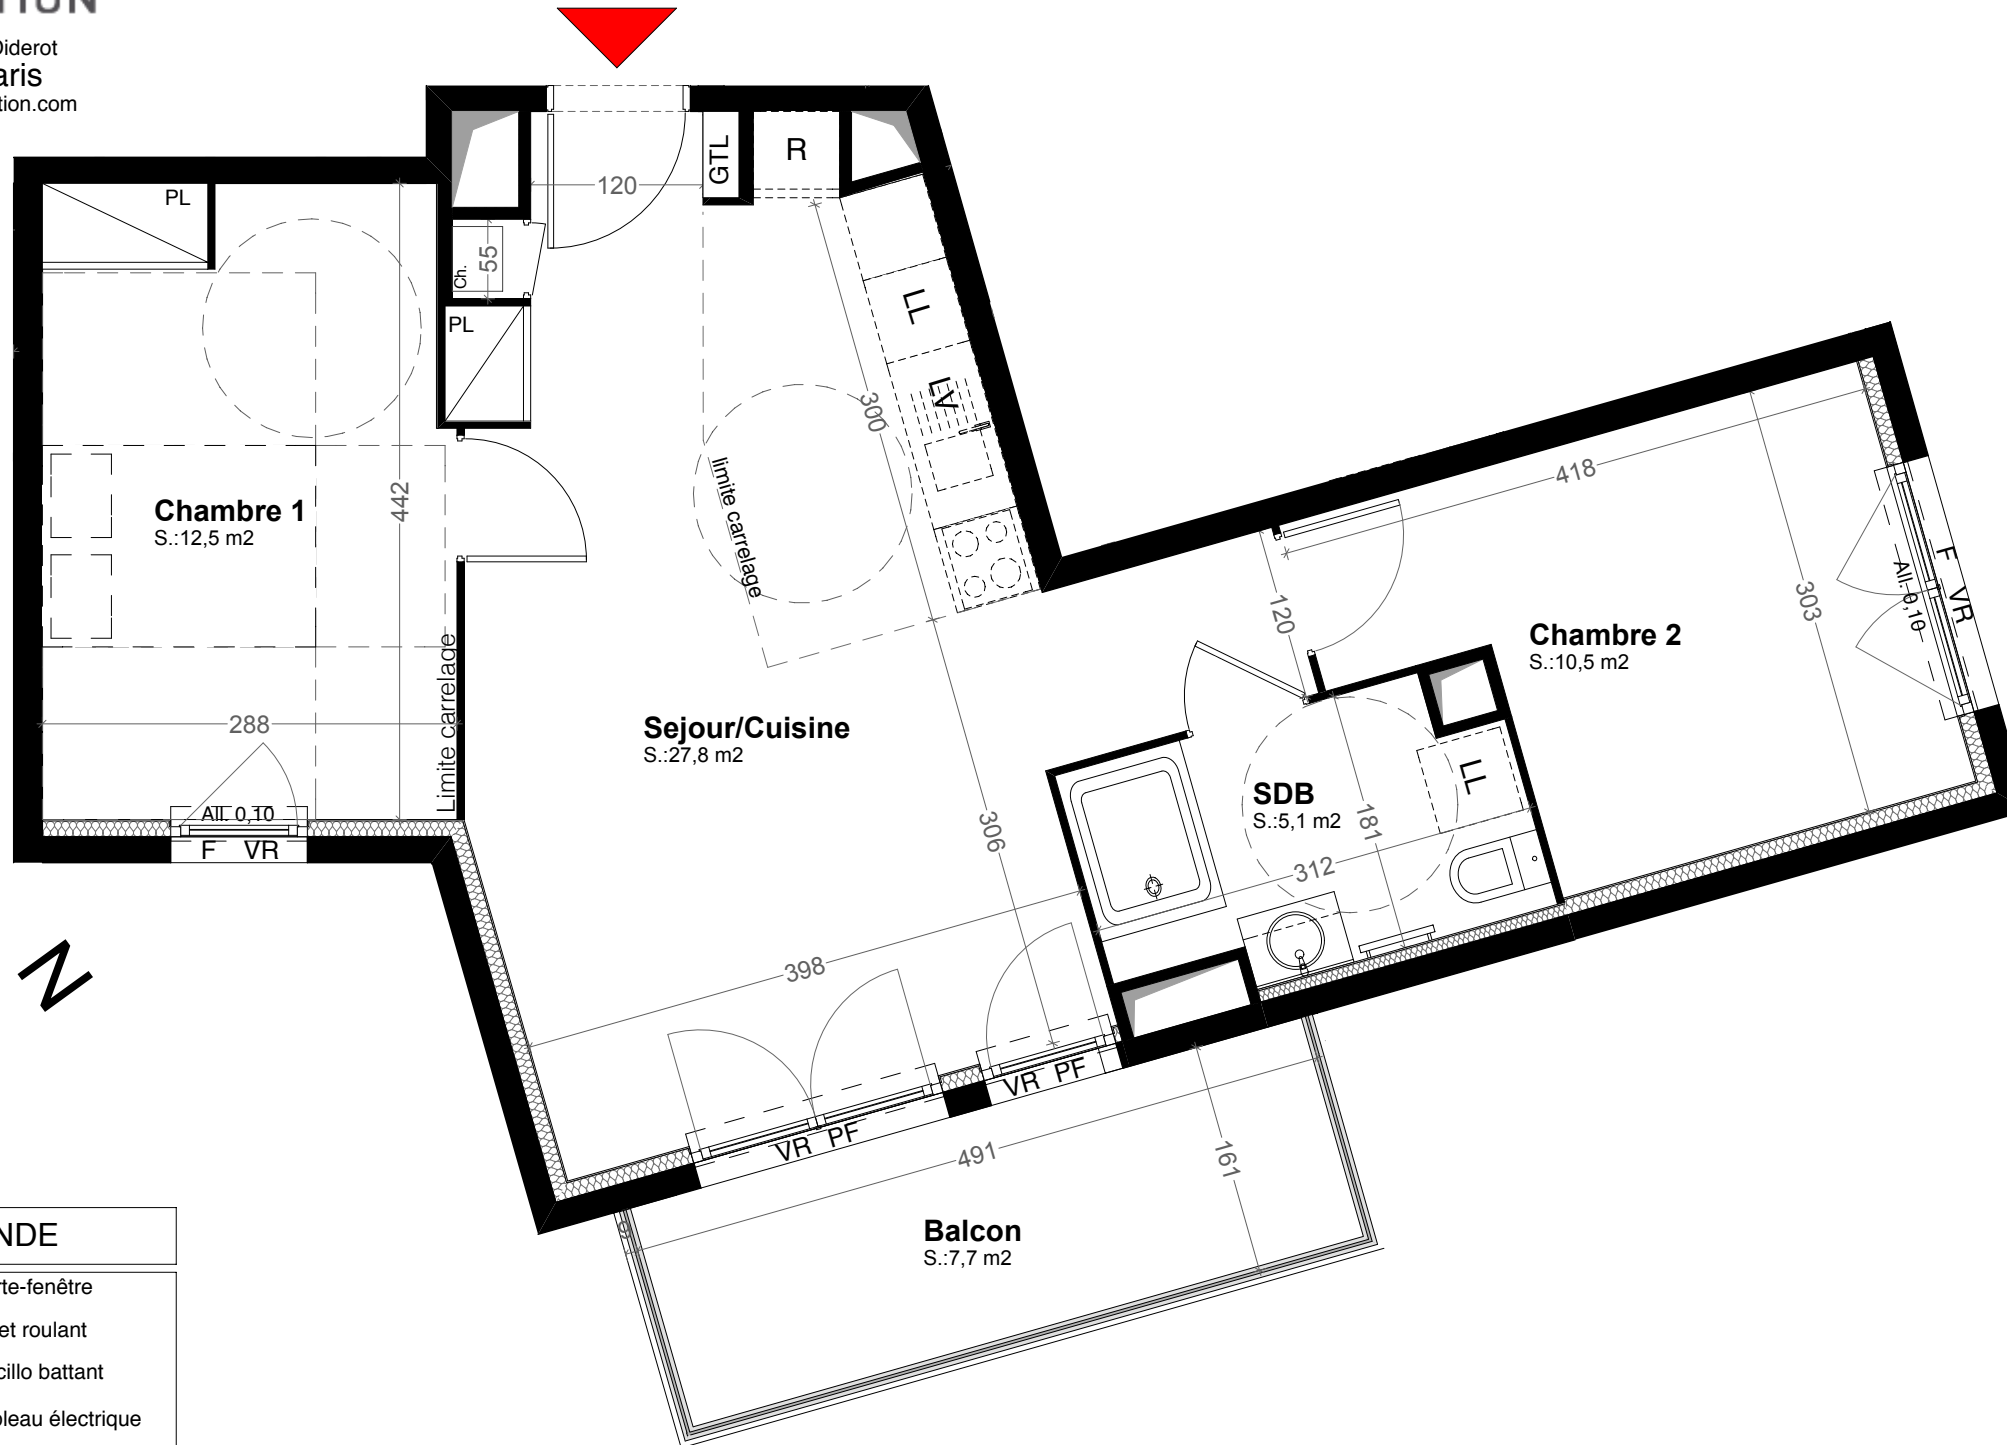 Diderot
aris
tion.com
PL
120
GTL
R
Ch.
55
PL
LL
LV
300
limite carrelage
442
Chambre 1
S.:12,5 m2
288
Limite carrelage
All. 0,10
F VR
418
120
303
F VR
All. 0,10
Chambre 2
S.:10,5 m2
Sejour/Cuisine
S.:27,8 m2
306
SDB
S.:5,1 m2
LL
181
312
398
VR PF
VR PF
491
161
9
Balcon
S.:7,7 m2
N
NDE
rte-fenêtre
et roulant
cillo battant
bleau électrique